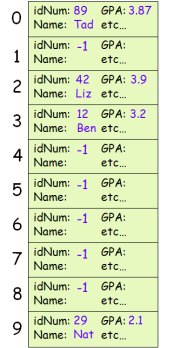 0 idNum: 89 GPA: 3.87
Name: Tad etc...
1 idNum: -1 GPA:
Name: etc...
2 idNum: 42 GPA: 3.9
Name: Liz etc...
3 idNum: 12 GPA: 3.2
Name: Ben etc...
4 idNum: -1 GPA:
Name: etc...
5 idNum: -1 GPA:
Name: etc...
6 idNum: -1 GPA:
Name: etc...
7 idNum: -1 GPA:
Name: etc...
8 idNum: -1 GPA:
Name: etc...
9 idNum: 29 GPA: 2.1
Name: Nat etc...